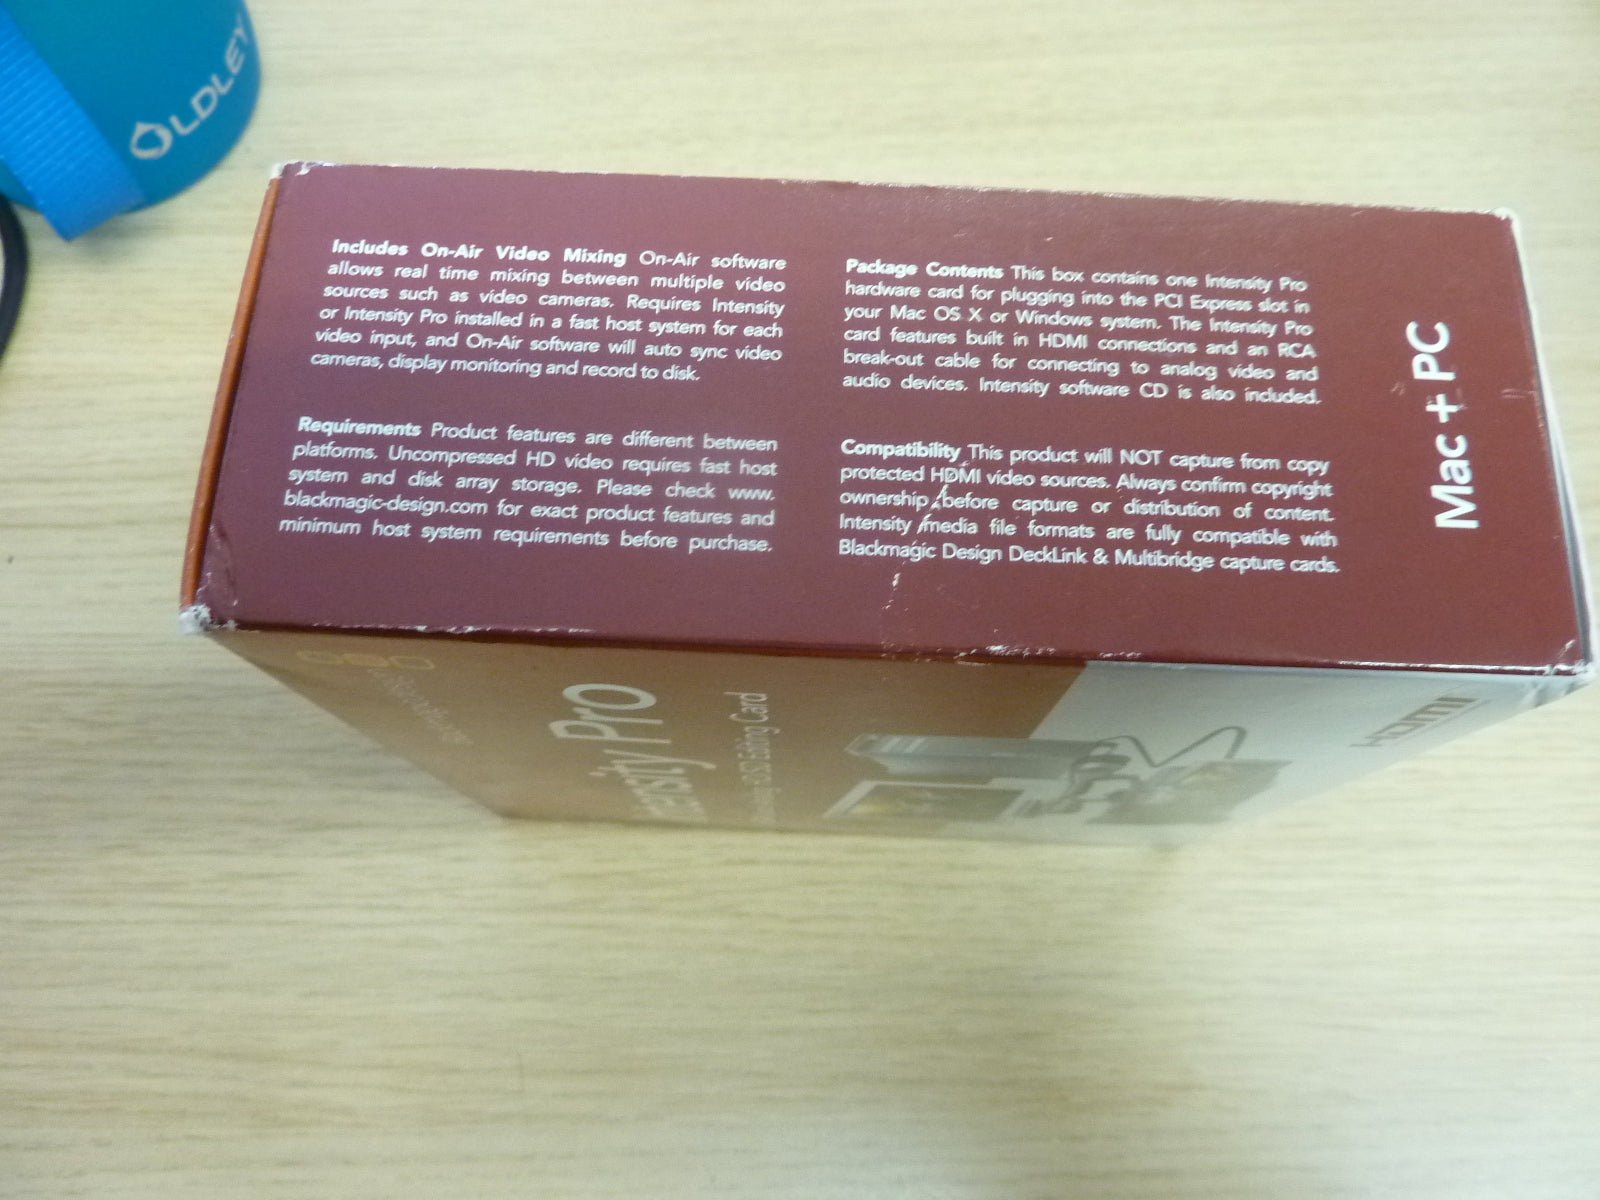 OLDLEY
Includes On-Air Video Mixing On-Air software
allows real time mixing between multiple video
sources such as video cameras. Requires Intensity
or Intensity Pro installed in a fast host system for each
video input, and On-Air software will auto sync video
cameras, display monitoring and record to disk.
Requirements Product features are different between
platforms. Uncompressed HD video requires fast host
system and disk array storage. Please check www.
blackmagic-design.com for exact product features and
minimum host system requirements before purchase.
Package Contents This box contains one Intensity Pro
hardware card for plugging into the PCI Express slot in
your Mac OS X or Windows system. The Intensity Pro
card features built in HDMI connections and an RCA
break-out cable for connecting to analog video and
audio devices. Intensity software CD is also included.
Compatibility This product will NOT capture from copy
protected HDMI video sources. Always confirm copyright
ownership before capture or distribution of content.
Intensity media file formats are fully compatible with
Blackmagic Design DeckLink & Multibridge capture cards.
Mac + PC
Intensity Pro
Editing Card
HDMI